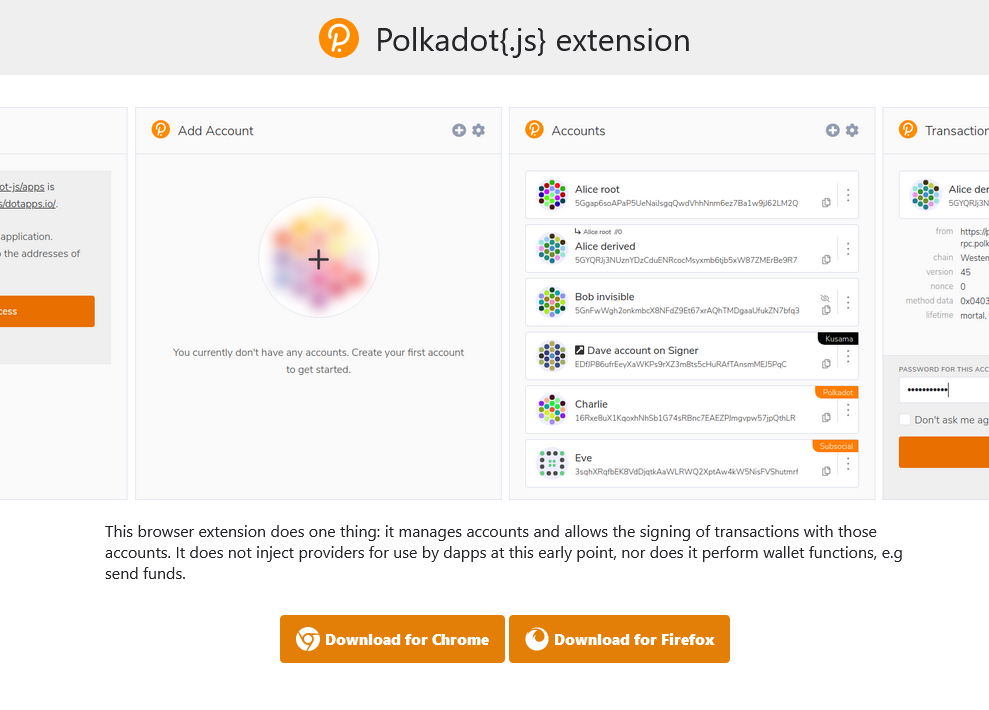 Polkadot{.js} extension
ot-js/apps is
s/dotapps.io/.
application.
the addresses of
cess
Add Account
You currently don't have any accounts. Create your first account
to get started.
Accounts
Alice root
5Ggap6soAPaP5UeNaiIsgqQwdVhhNnm6ez7Ba1w9jJ62LM2Q
Alice root //0
Alice derived
5GYQRJj3NUznYDzCduENRcocMsyxmb6tjb5xW87ZMErBe9R7
Bob invisible
5GnFwWgh2onkmbcX8NFdZ9Et67xrAQhTMDgaaUfukZN7bfq3
Kusama
Dave account on Signer
EDfJP86ufrEeyXaWKPs9rXZ3m8ts5cHuRAfTAnsmMEJ5PqC
Polkadot
Charlie
16Rxe8uX1KqoxhNhSb1G74sRBnc7EAEZPJmgvpw57jpQthLR
Subsocial
Eve
3sqhXRqfbEK8VdDjqtkAaWLRWQ2XptAw4kW5NisFVShutmrf
Transaction
Alice der
5GYQRJj3N
from https://p
rpc.polk
chain Westen
version 45
nonce 0
method data 0x0403
lifetime mortal,
PASSWORD FOR THIS ACC
•••••••••••
Don't ask me ag
This browser extension does one thing: it manages accounts and allows the signing of transactions with those
accounts. It does not inject providers for use by dapps at this early point, nor does it perform wallet functions, e.g
send funds.
Download for Chrome
Download for Firefox